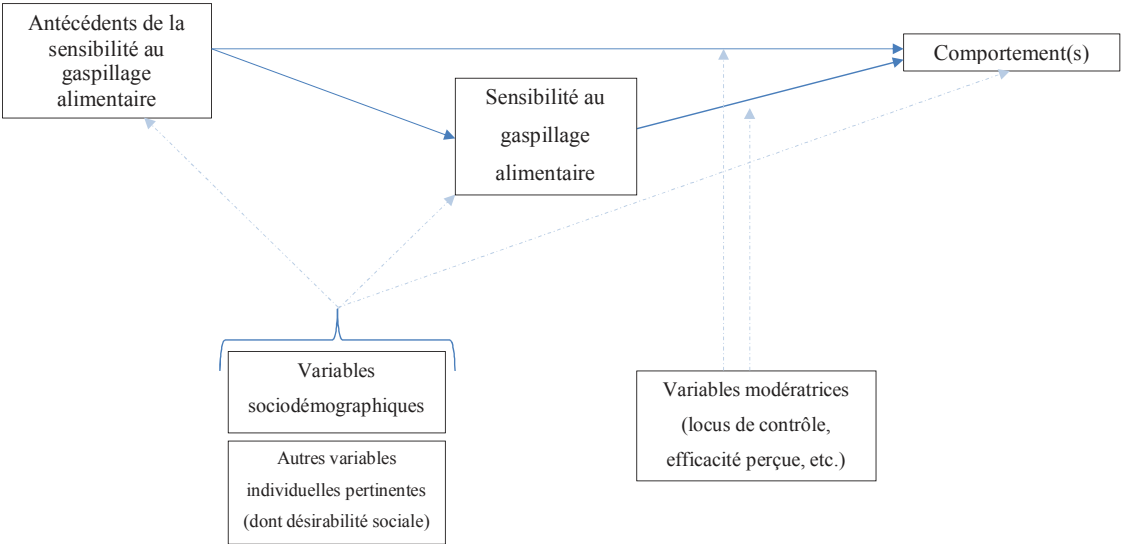 Antécédents de la
sensibilité au
gaspillage
alimentaire
Comportement(s)
Sensibilité au
gaspillage
alimentaire
Variables
sociodémographiques
Autres variables
individuelles pertinentes
(dont désirabilité sociale)
Variables modératrices
(locus de contrôle,
efficacité perçue, etc.)